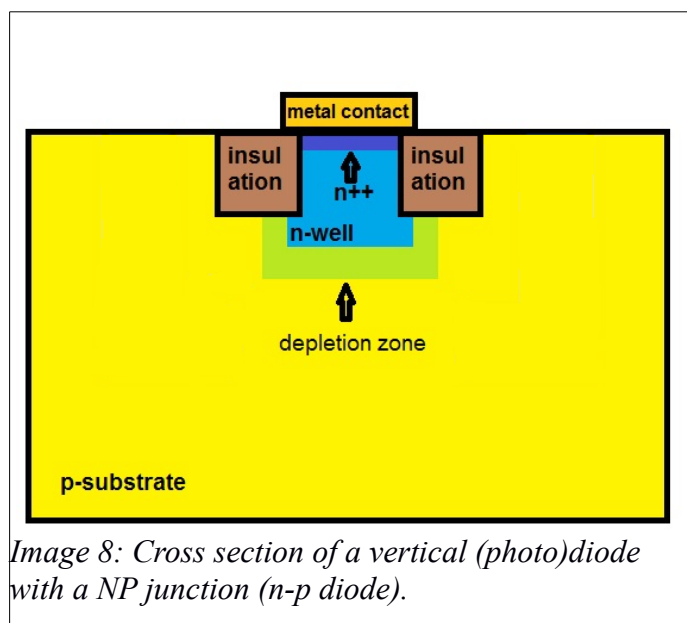 metal contact
insul
ation
insul
ation
n++
n-well
depletion zone
p-substrate
Image 8: Cross section of a vertical (photo)diode
with a NP junction (n-p diode).